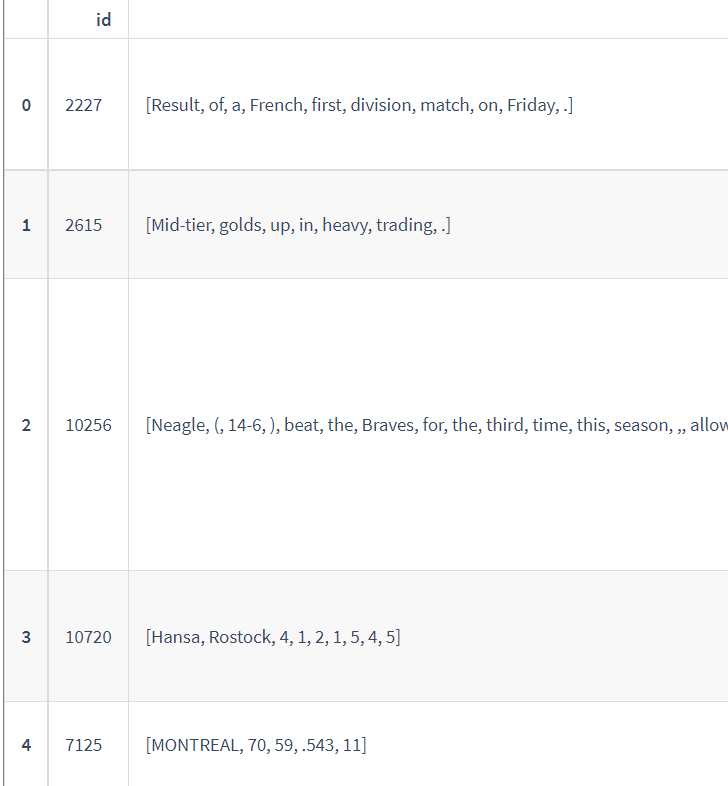 id
0 2227 [Result, of, a, French, first, division, match, on, Friday, .]
1 2615 [Mid-tier, golds, up, in, heavy, trading, .]
2 10256 [Neagle, (, 14-6, ), beat, the, Braves, for, the, third, time, this, season, ,, allow
3 10720 [Hansa, Rostock, 4, 1, 2, 1, 5, 4, 5]
4 7125 [MONTREAL, 70, 59, .543, 11]